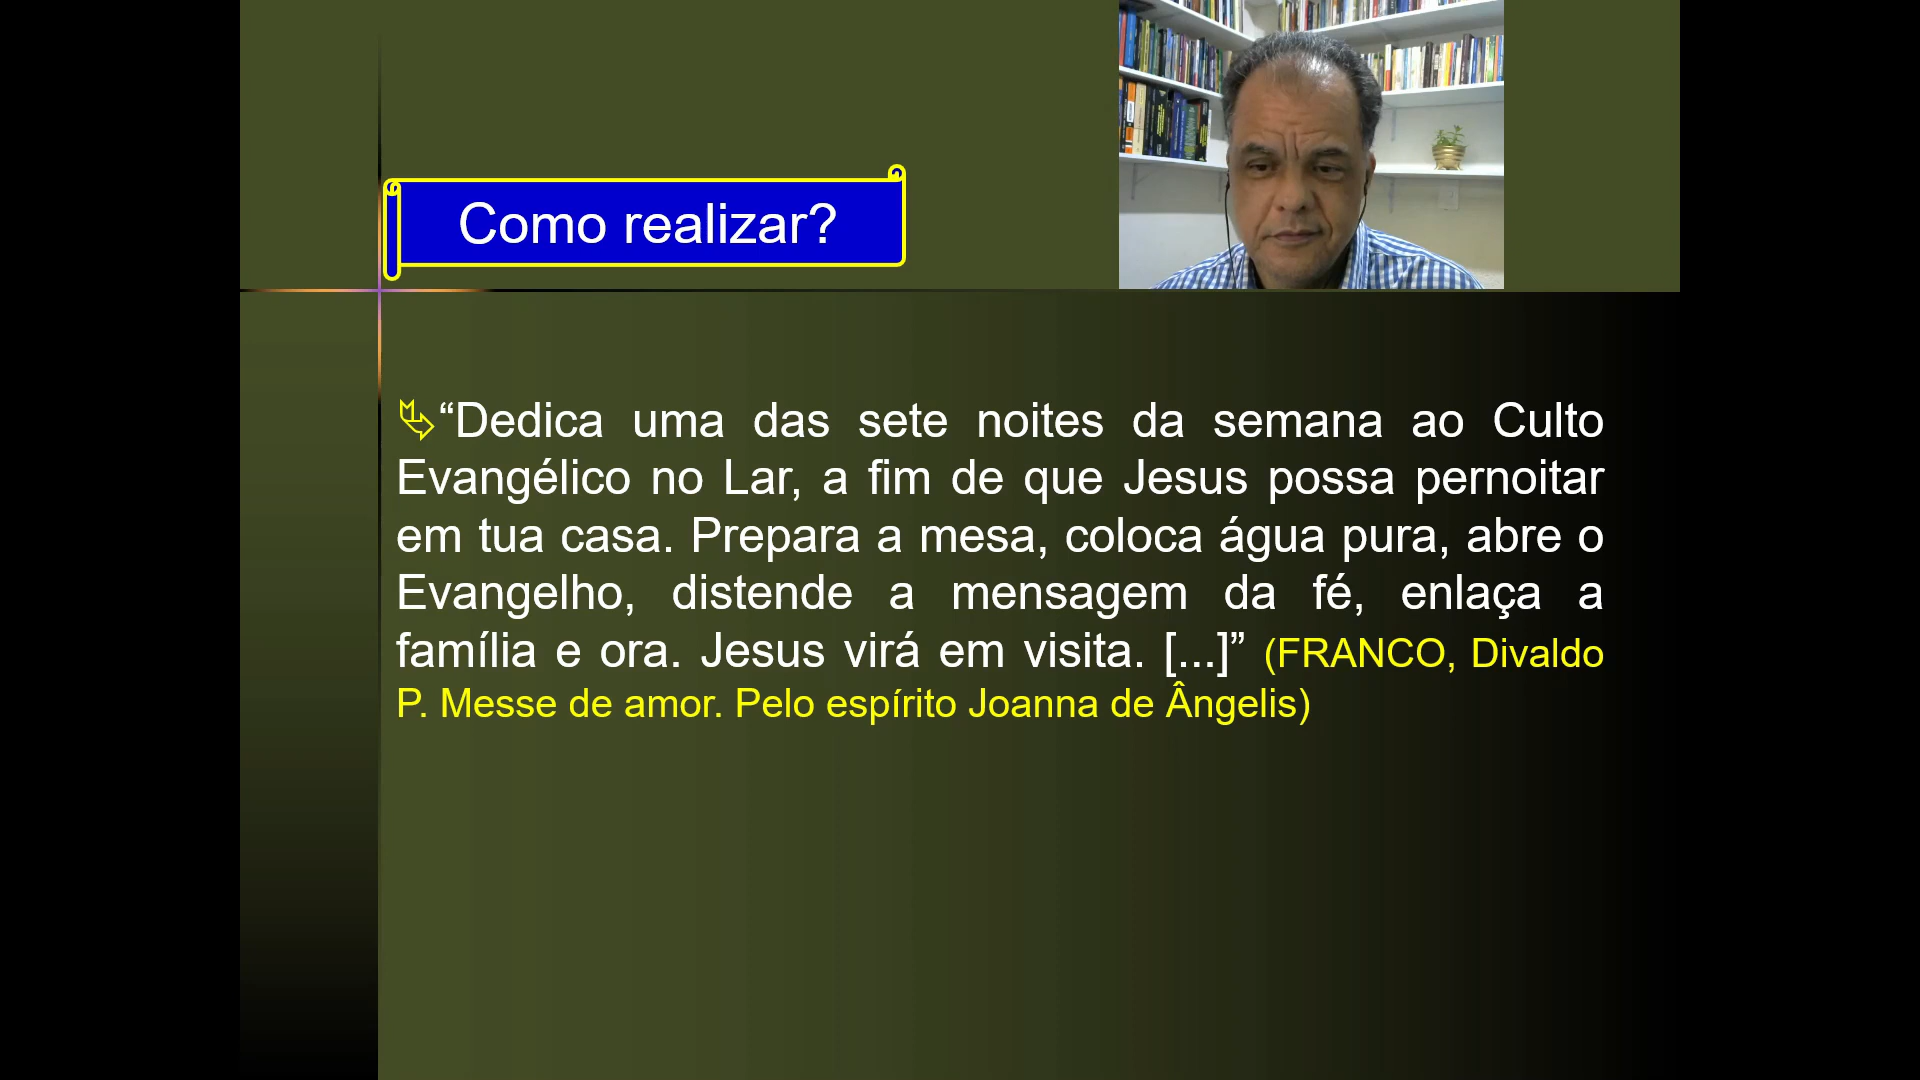 Como realizar?
“Dedica uma das sete noites da semana ao Culto
Evangélico no Lar, a fim de que Jesus possa pernoitar
em tua casa. Prepara a mesa, coloca água pura, abre o
Evangelho, distende a mensagem da fé, enlaça a
família e ora. Jesus virá em visita. [...]” (FRANCO, Divaldo
P. Messe de amor. Pelo espírito Joanna de Ângelis)